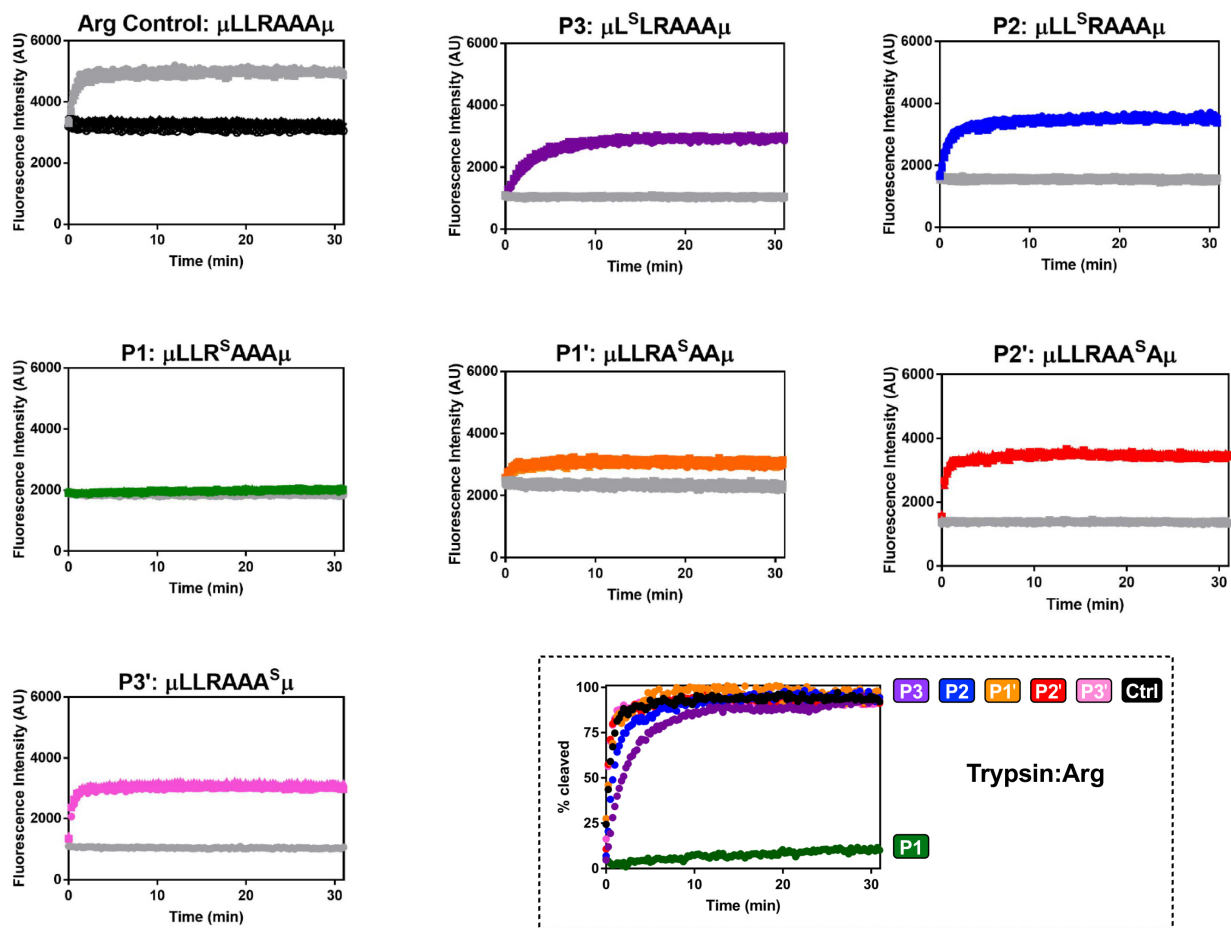 Arg Control: µLLRAAAµ
Fluorescence Intensity (AU)
6000
4000
2000
0
0 10 20 30
Time (min)
P3: µL^SLRAAAµ
Fluorescence Intensity (AU)
6000
4000
2000
0
0 10 20 30
Time (min)
P2: µLL^SRAAAµ
Fluorescence Intensity (AU)
6000
4000
2000
0
0 10 20 30
Time (min)
P1: µLLR^SAAAµ
Fluorescence Intensity (AU)
6000
4000
2000
0
0 10 20 30
Time (min)
P1': µLLRA^SAAµ
Fluorescence Intensity (AU)
6000
4000
2000
0
0 10 20 30
Time (min)
P2': µLLRAA^SAµ
Fluorescence Intensity (AU)
6000
4000
2000
0
0 10 20 30
Time (min)
P3': µLLRAAA^Sµ
Fluorescence Intensity (AU)
6000
4000
2000
0
0 10 20 30
Time (min)
% cleaved
100
75
50
25
0
0 10 20 30
Time (min)
P3 P2 P1' P2' P3' Ctrl
Trypsin:Arg
P1